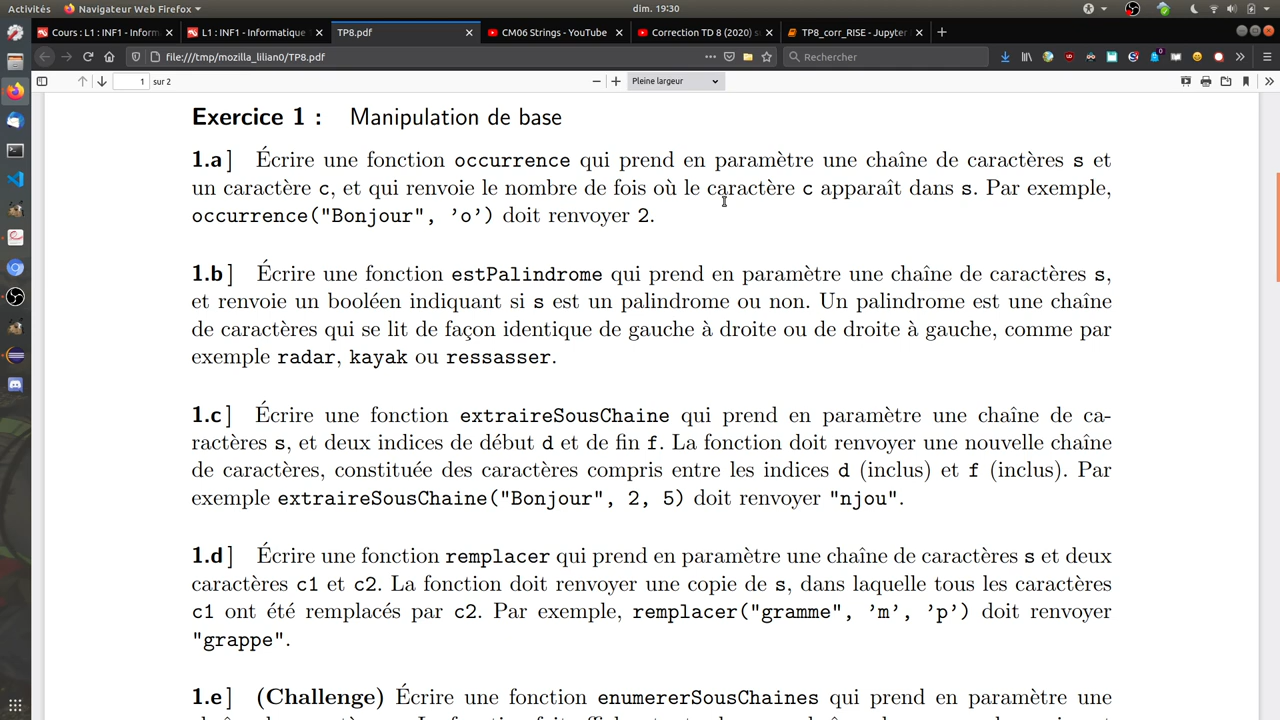 Activités Navigateur Web Firefox dim. 19:30
Cours : L1 : INF1 - Inform L1 : INF1 - Informatique TP8.pdf CM06 Strings - YouTube Correction TD 8 (2020) si TP8_corr_RISE - Jupyter
file:///tmp/mozilla_lilian0/TP8.pdf Rechercher
1 sur 2 Pleine largeur
Exercice 1 : Manipulation de base
1.a ] Écrire une fonction occurrence qui prend en paramètre une chaîne de caractères s et
un caractère c, et qui renvoie le nombre de fois où le caractère c apparaît dans s. Par exemple,
occurrence("Bonjour", ’o’) doit renvoyer 2.
1.b ] Écrire une fonction estPalindrome qui prend en paramètre une chaîne de caractères s,
et renvoie un booléen indiquant si s est un palindrome ou non. Un palindrome est une chaîne
de caractères qui se lit de façon identique de gauche à droite ou de droite à gauche, comme par
exemple radar, kayak ou ressasser.
1.c ] Écrire une fonction extraireSousChaine qui prend en paramètre une chaîne de ca-
ractères s, et deux indices de début d et de fin f. La fonction doit renvoyer une nouvelle chaîne
de caractères, constituée des caractères compris entre les indices d (inclus) et f (inclus). Par
exemple extraireSousChaine("Bonjour", 2, 5) doit renvoyer "njou".
1.d ] Écrire une fonction remplacer qui prend en paramètre une chaîne de caractères s et deux
caractères c1 et c2. La fonction doit renvoyer une copie de s, dans laquelle tous les caractères
c1 ont été remplacés par c2. Par exemple, remplacer("gramme", ’m’, ’p’) doit renvoyer
"grappe".
1.e ] (Challenge) Écrire une fonction enumererSousChaines qui prend en paramètre une